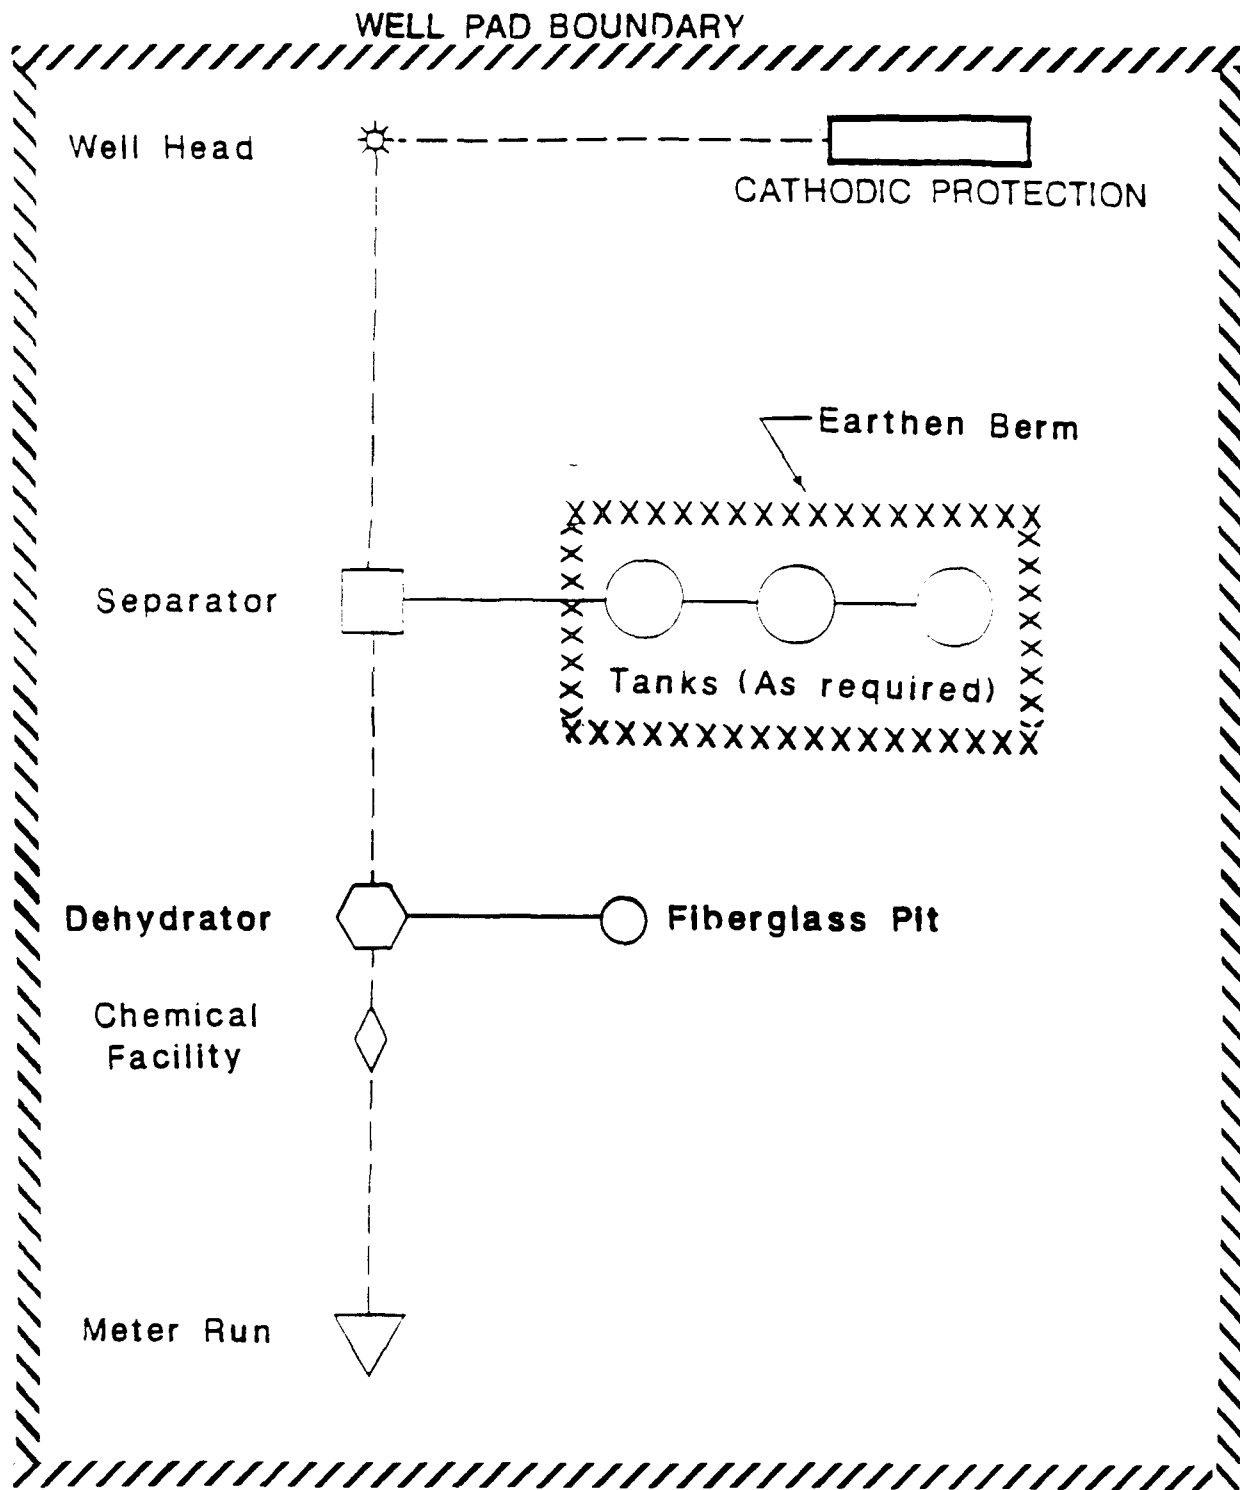 WELL PAD BOUNDARY
Well Head
CATHODIC PROTECTION
Earthen Berm
Separator
Tanks (As required)
Dehydrator
Fiberglass Pit
Chemical
Facility
Meter Run